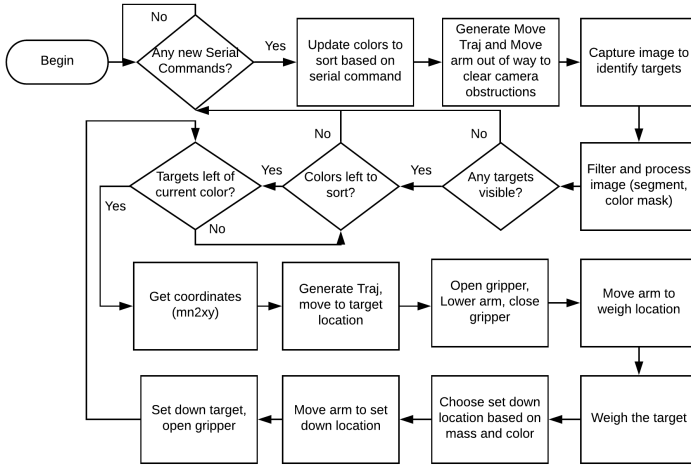 No
Begin
Any new Serial
Commands?
Yes
Update colors to
sort based on
serial command
Generate Move
Traj and Move
arm out of way to
clear camera
obstructions
Capture image to
identify targets
No
No
Targets left of
current color?
Yes
Colors left to
sort?
Yes
Any targets
visible?
Filter and process
image (segment,
color mask)
Yes
No
Get coordinates
(mn2xy)
Generate Traj,
move to target
location
Open gripper,
Lower arm, close
gripper
Move arm to
weigh location
Set down target,
open gripper
Move arm to set
down location
Choose set down
location based on
mass and color
Weigh the target